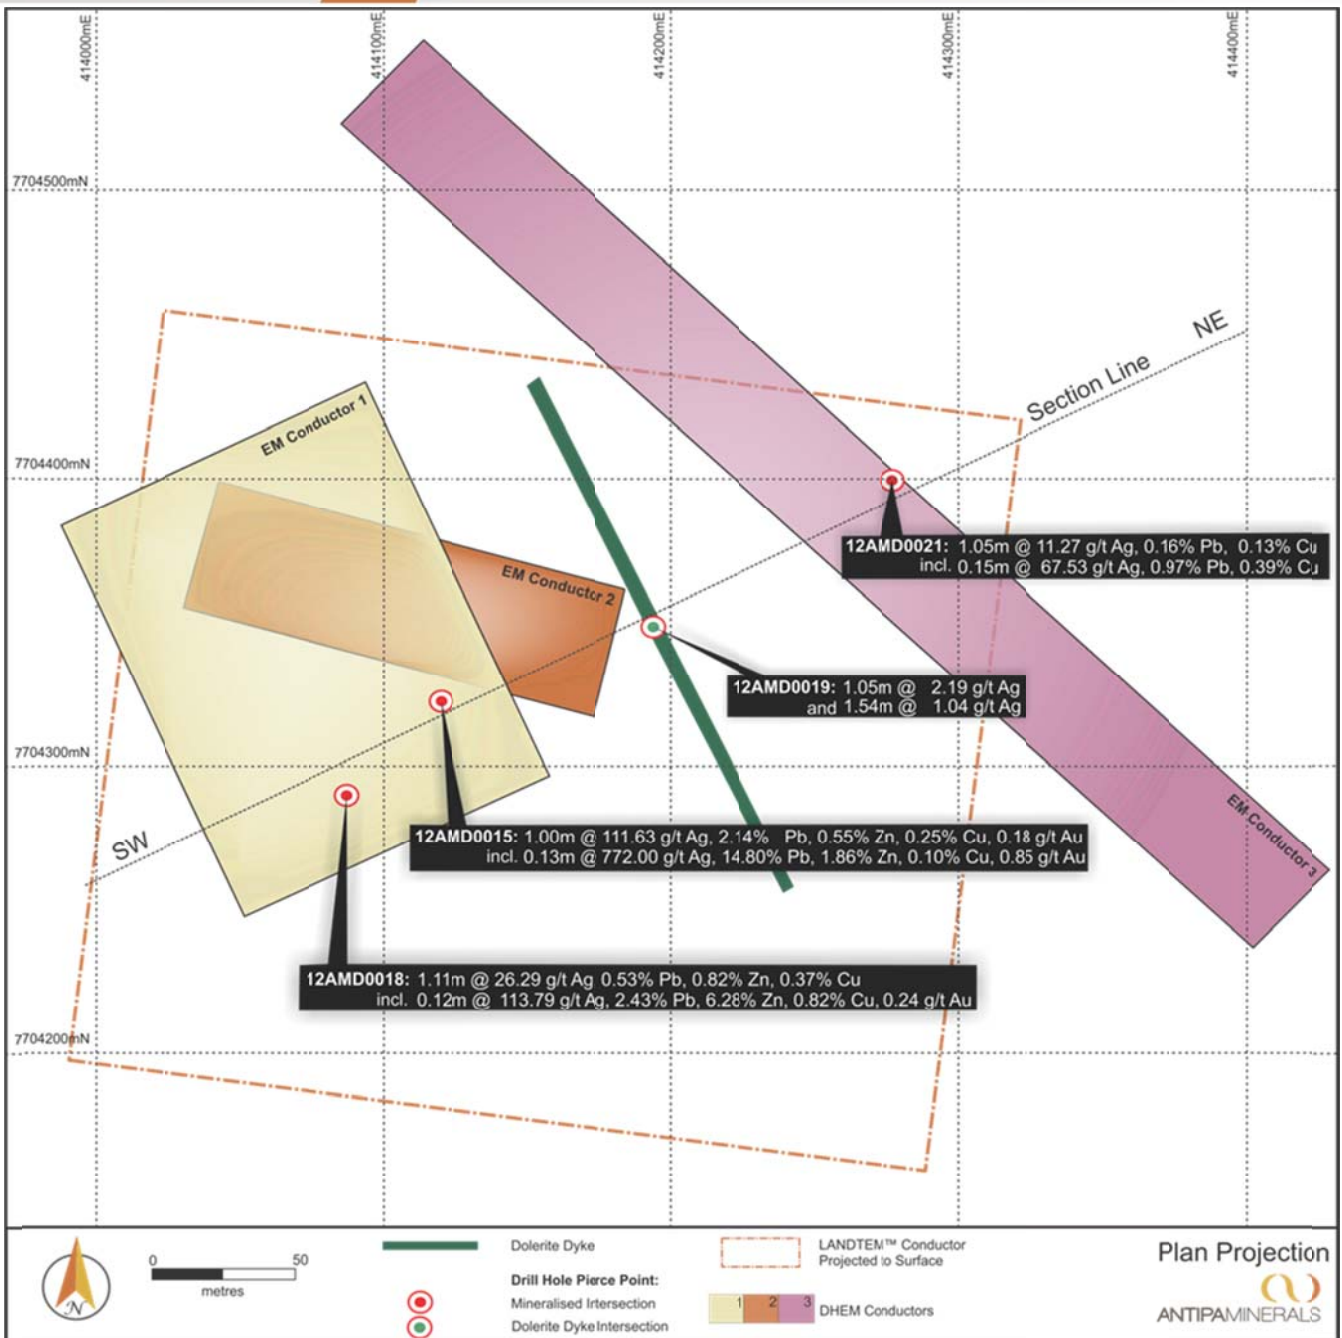 414000mE
414100mE
414200mE
414300mE
414400mE
7704500mN
NE
Section Line
EM Conductor 1
7704400mN
12AMD0021: 1.05m @ 11.27 g/t Ag, 0.16% Pb, 0.13% Cu
incl. 0.15m @ 67.53 g/t Ag, 0.97% Pb, 0.39% Cu
EM Conductor 2
12AMD0019: 1.05m @ 2.19 g/t Ag
and 1.54m @ 1.04 g/t Ag
7704300mN
EM Conductor 3
SW
12AMD0015: 1.00m @ 111.63 g/t Ag, 2.14% Pb, 0.55% Zn, 0.25% Cu, 0.18 g/t Au
incl. 0.13m @ 772.00 g/t Ag, 14.80% Pb, 1.86% Zn, 0.10% Cu, 0.85 g/t Au
12AMD0018: 1.11m @ 26.29 g/t Ag 0.53% Pb, 0.82% Zn, 0.37% Cu
incl. 0.12m @ 113.79 g/t Ag, 2.43% Pb, 6.28% Zn, 0.82% Cu, 0.24 g/t Au
7704200mN
N
0 50
metres
Dolerite Dyke
Drill Hole Pierce Point:
Mineralised Intersection
Dolerite Dyke Intersection
LANDTEM™ Conductor
Projected to Surface
1 2 3 DHEM Conductors
Plan Projection
ANTIPAMINERALS